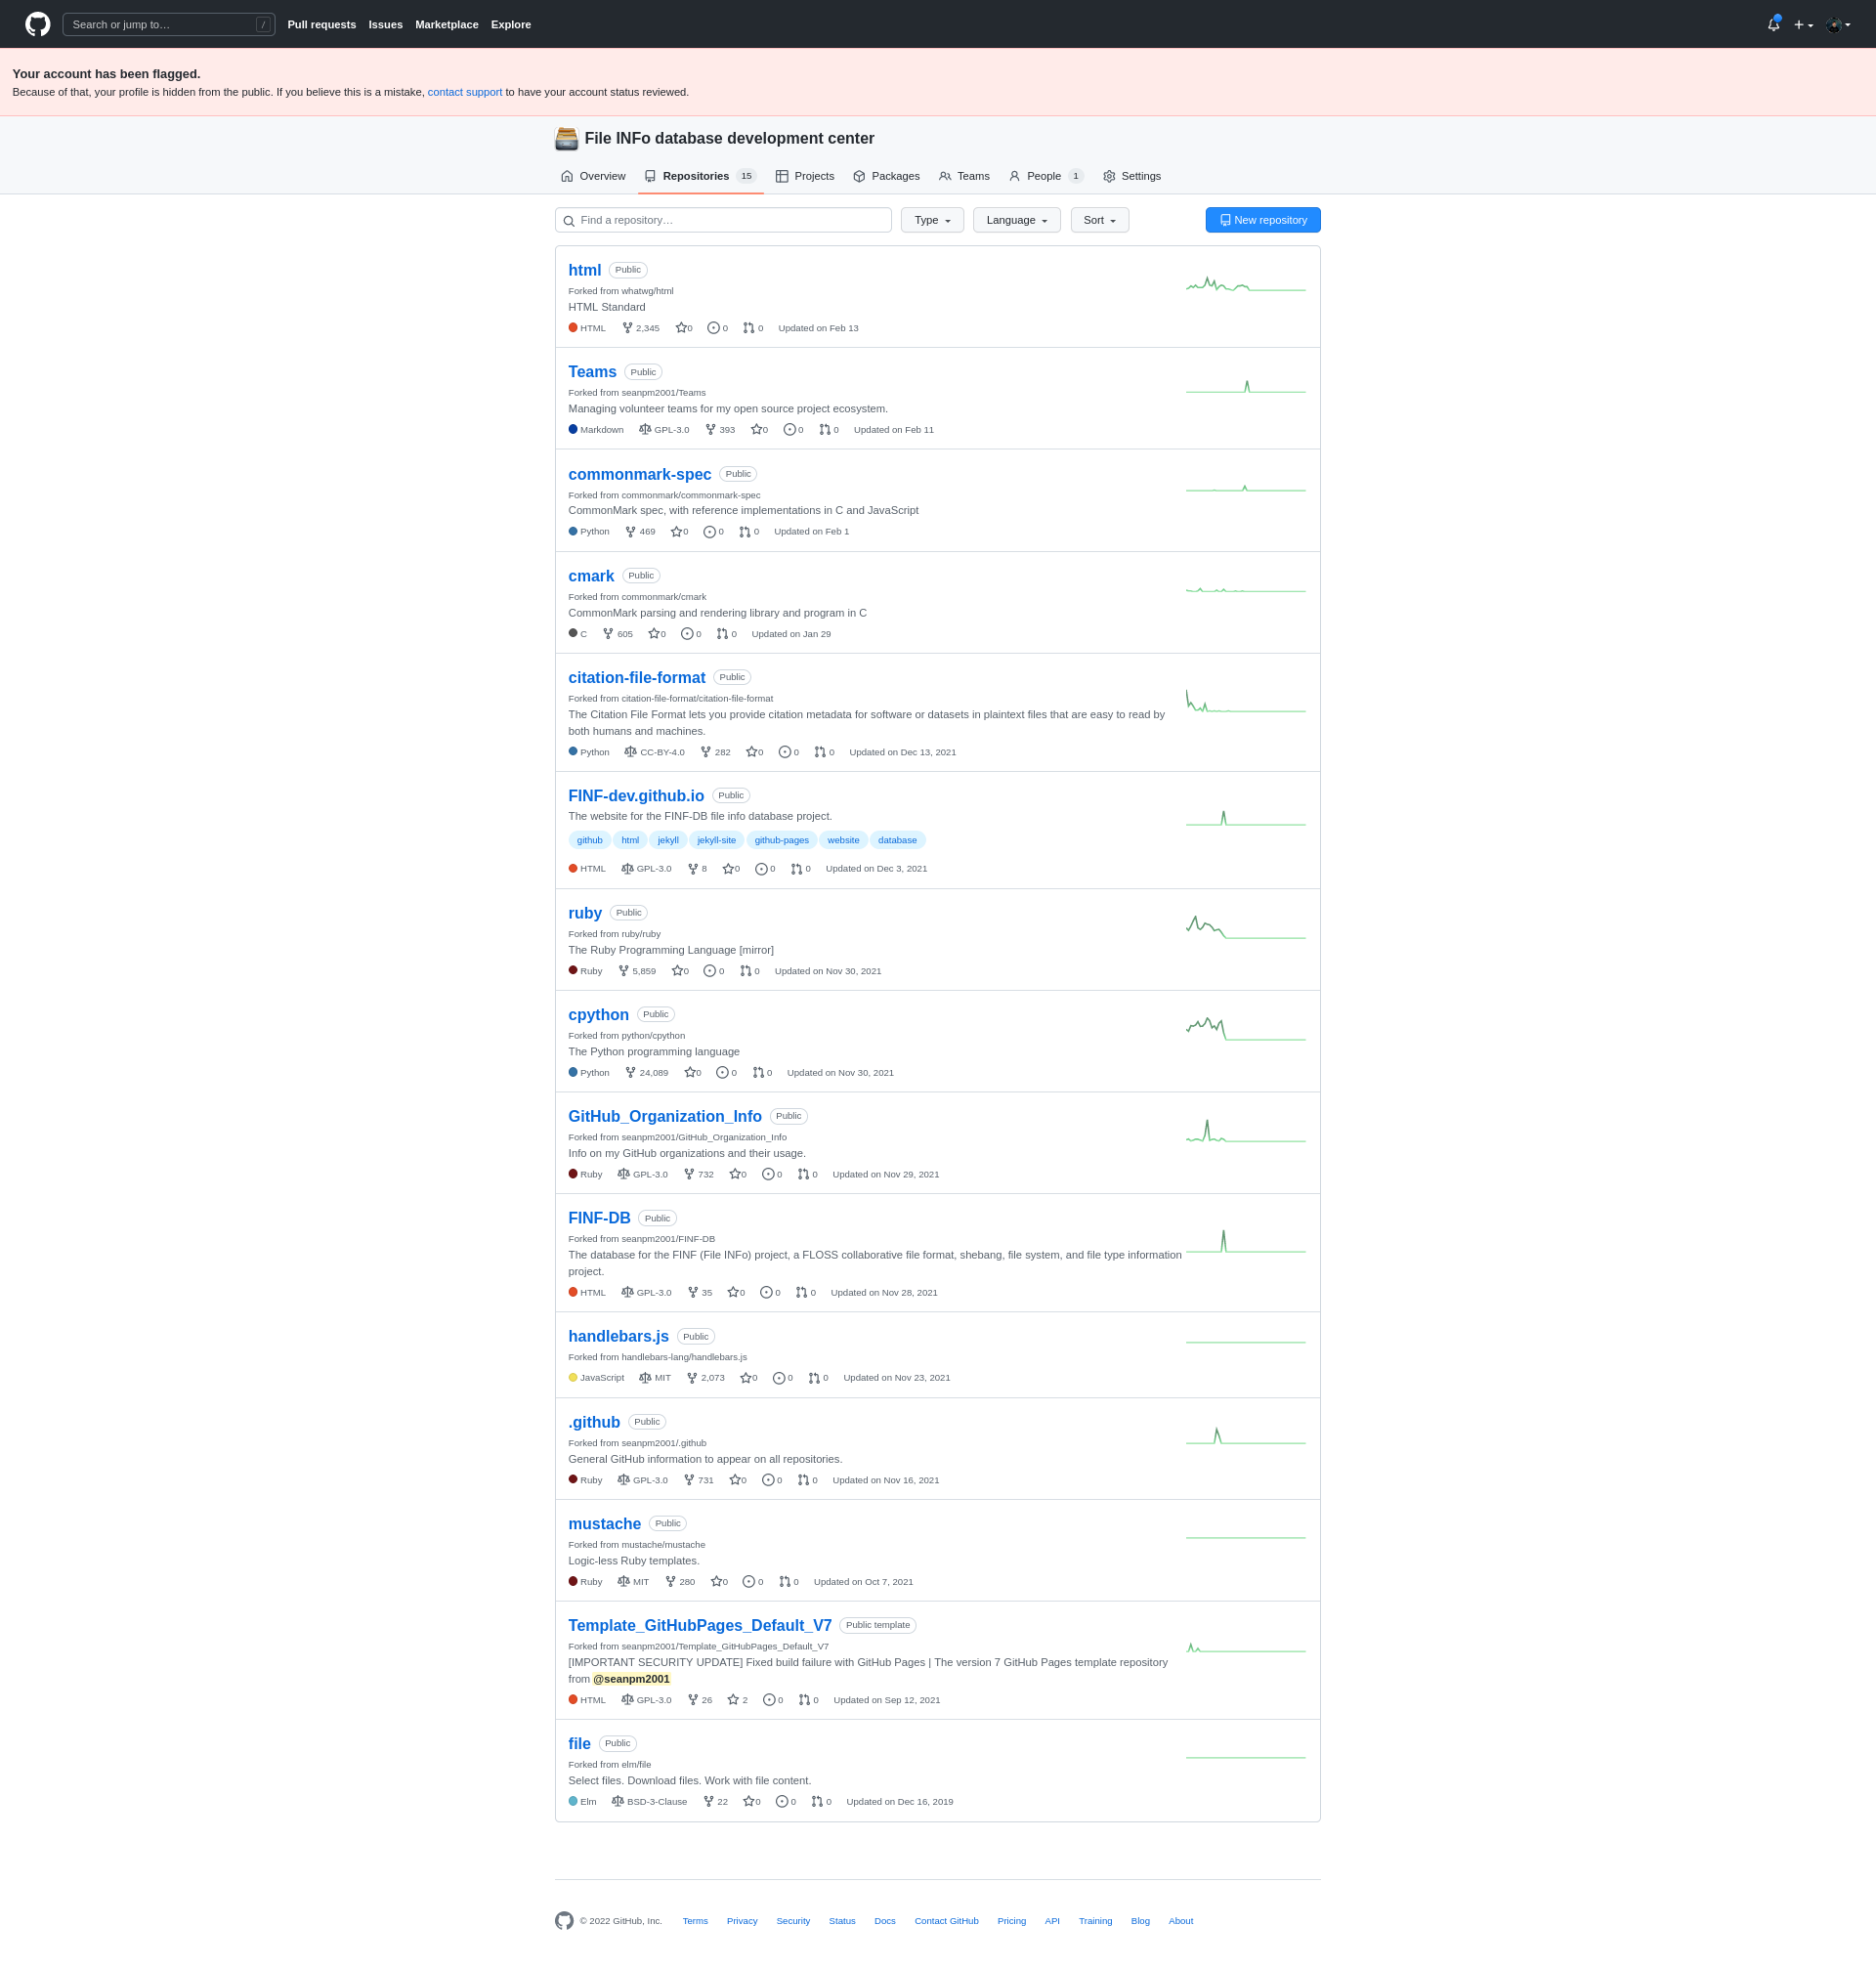 Search or jump to… /
Pull requests Issues Marketplace Explore
Your account has been flagged.
Because of that, your profile is hidden from the public. If you believe this is a mistake, contact support to have your account status reviewed.
File INFo database development center
Overview Repositories 15 Projects Packages Teams People 1 Settings
Find a repository… Type Language Sort New repository
html Public
Forked from whatwg/html
HTML Standard
HTML 2,345 0 0 0 Updated on Feb 13
Teams Public
Forked from seanpm2001/Teams
Managing volunteer teams for my open source project ecosystem.
Markdown GPL-3.0 393 0 0 0 Updated on Feb 11
commonmark-spec Public
Forked from commonmark/commonmark-spec
CommonMark spec, with reference implementations in C and JavaScript
Python 469 0 0 0 Updated on Feb 1
cmark Public
Forked from commonmark/cmark
CommonMark parsing and rendering library and program in C
C 605 0 0 0 Updated on Jan 29
citation-file-format Public
Forked from citation-file-format/citation-file-format
The Citation File Format lets you provide citation metadata for software or datasets in plaintext files that are easy to read by
both humans and machines.
Python CC-BY-4.0 282 0 0 0 Updated on Dec 13, 2021
FINF-dev.github.io Public
The website for the FINF-DB file info database project.
github html jekyll jekyll-site github-pages website database
HTML GPL-3.0 8 0 0 0 Updated on Dec 3, 2021
ruby Public
Forked from ruby/ruby
The Ruby Programming Language [mirror]
Ruby 5,859 0 0 0 Updated on Nov 30, 2021
cpython Public
Forked from python/cpython
The Python programming language
Python 24,089 0 0 0 Updated on Nov 30, 2021
GitHub_Organization_Info Public
Forked from seanpm2001/GitHub_Organization_Info
Info on my GitHub organizations and their usage.
Ruby GPL-3.0 732 0 0 0 Updated on Nov 29, 2021
FINF-DB Public
Forked from seanpm2001/FINF-DB
The database for the FINF (File INFo) project, a FLOSS collaborative file format, shebang, file system, and file type information
project.
HTML GPL-3.0 35 0 0 0 Updated on Nov 28, 2021
handlebars.js Public
Forked from handlebars-lang/handlebars.js
JavaScript MIT 2,073 0 0 0 Updated on Nov 23, 2021
.github Public
Forked from seanpm2001/.github
General GitHub information to appear on all repositories.
Ruby GPL-3.0 731 0 0 0 Updated on Nov 16, 2021
mustache Public
Forked from mustache/mustache
Logic-less Ruby templates.
Ruby MIT 280 0 0 0 Updated on Oct 7, 2021
Template_GitHubPages_Default_V7 Public template
Forked from seanpm2001/Template_GitHubPages_Default_V7
[IMPORTANT SECURITY UPDATE] Fixed build failure with GitHub Pages | The version 7 GitHub Pages template repository
from @seanpm2001
HTML GPL-3.0 26 2 0 0 Updated on Sep 12, 2021
file Public
Forked from elm/file
Select files. Download files. Work with file content.
Elm BSD-3-Clause 22 0 0 0 Updated on Dec 16, 2019
© 2022 GitHub, Inc. Terms Privacy Security Status Docs Contact GitHub Pricing API Training Blog About